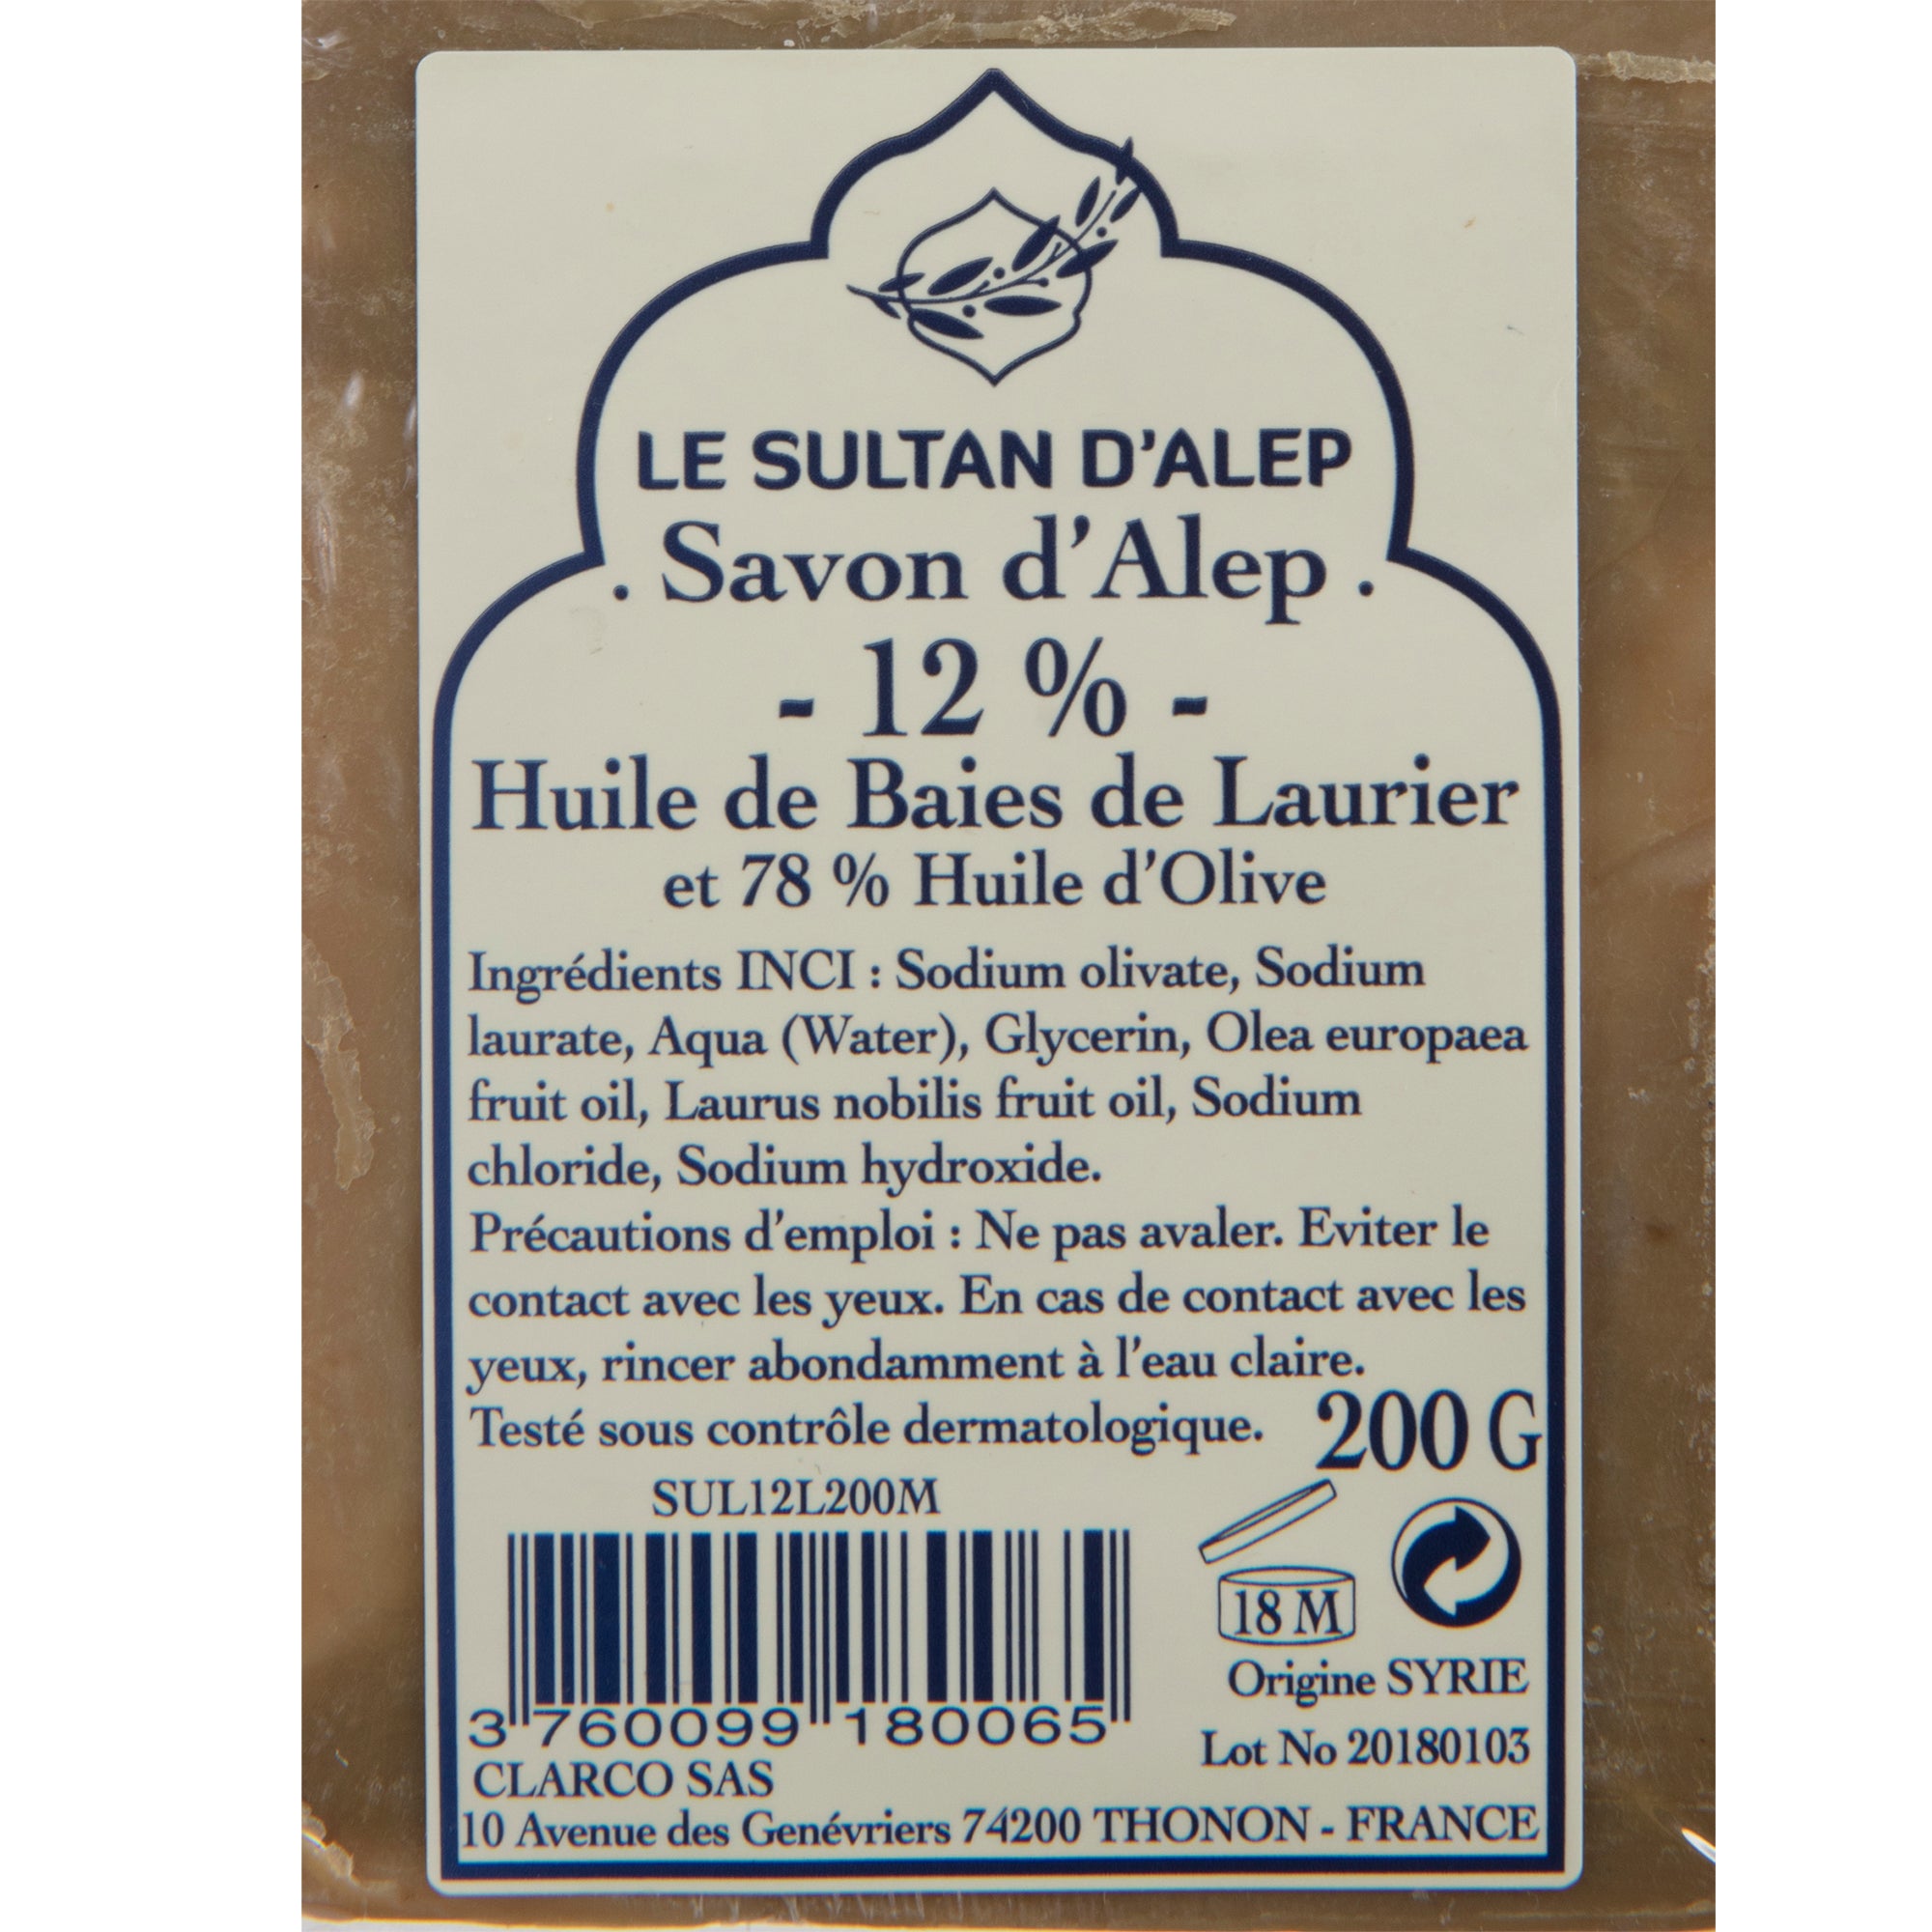 LE SULTAN D'ALEP
. Savon d'Alep .
- 12 % -
Huile de Baies de Laurier
et 78 % Huile d'Olive
Ingrédients INCI : Sodium olivate, Sodium
laurate, Aqua (Water), Glycerin, Olea europaea
fruit oil, Laurus nobilis fruit oil, Sodium
chloride, Sodium hydroxide.
Précautions d'emploi : Ne pas avaler. Eviter le
contact avec les yeux. En cas de contact avec les
yeux, rincer abondamment à l'eau claire.
Testé sous contrôle dermatologique.
200 G
SUL12L200M
3 760099 180065
18 M
Origine SYRIE
Lot No 20180103
CLARCO SAS
10 Avenue des Genévriers 74200 THONON - FRANCE